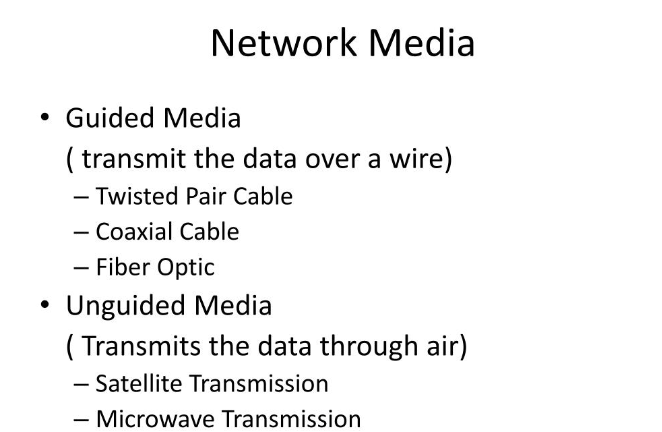 Network Media
• Guided Media
( transmit the data over a wire)
– Twisted Pair Cable
– Coaxial Cable
– Fiber Optic
• Unguided Media
( Transmits the data through air)
– Satellite Transmission
– Microwave Transmission